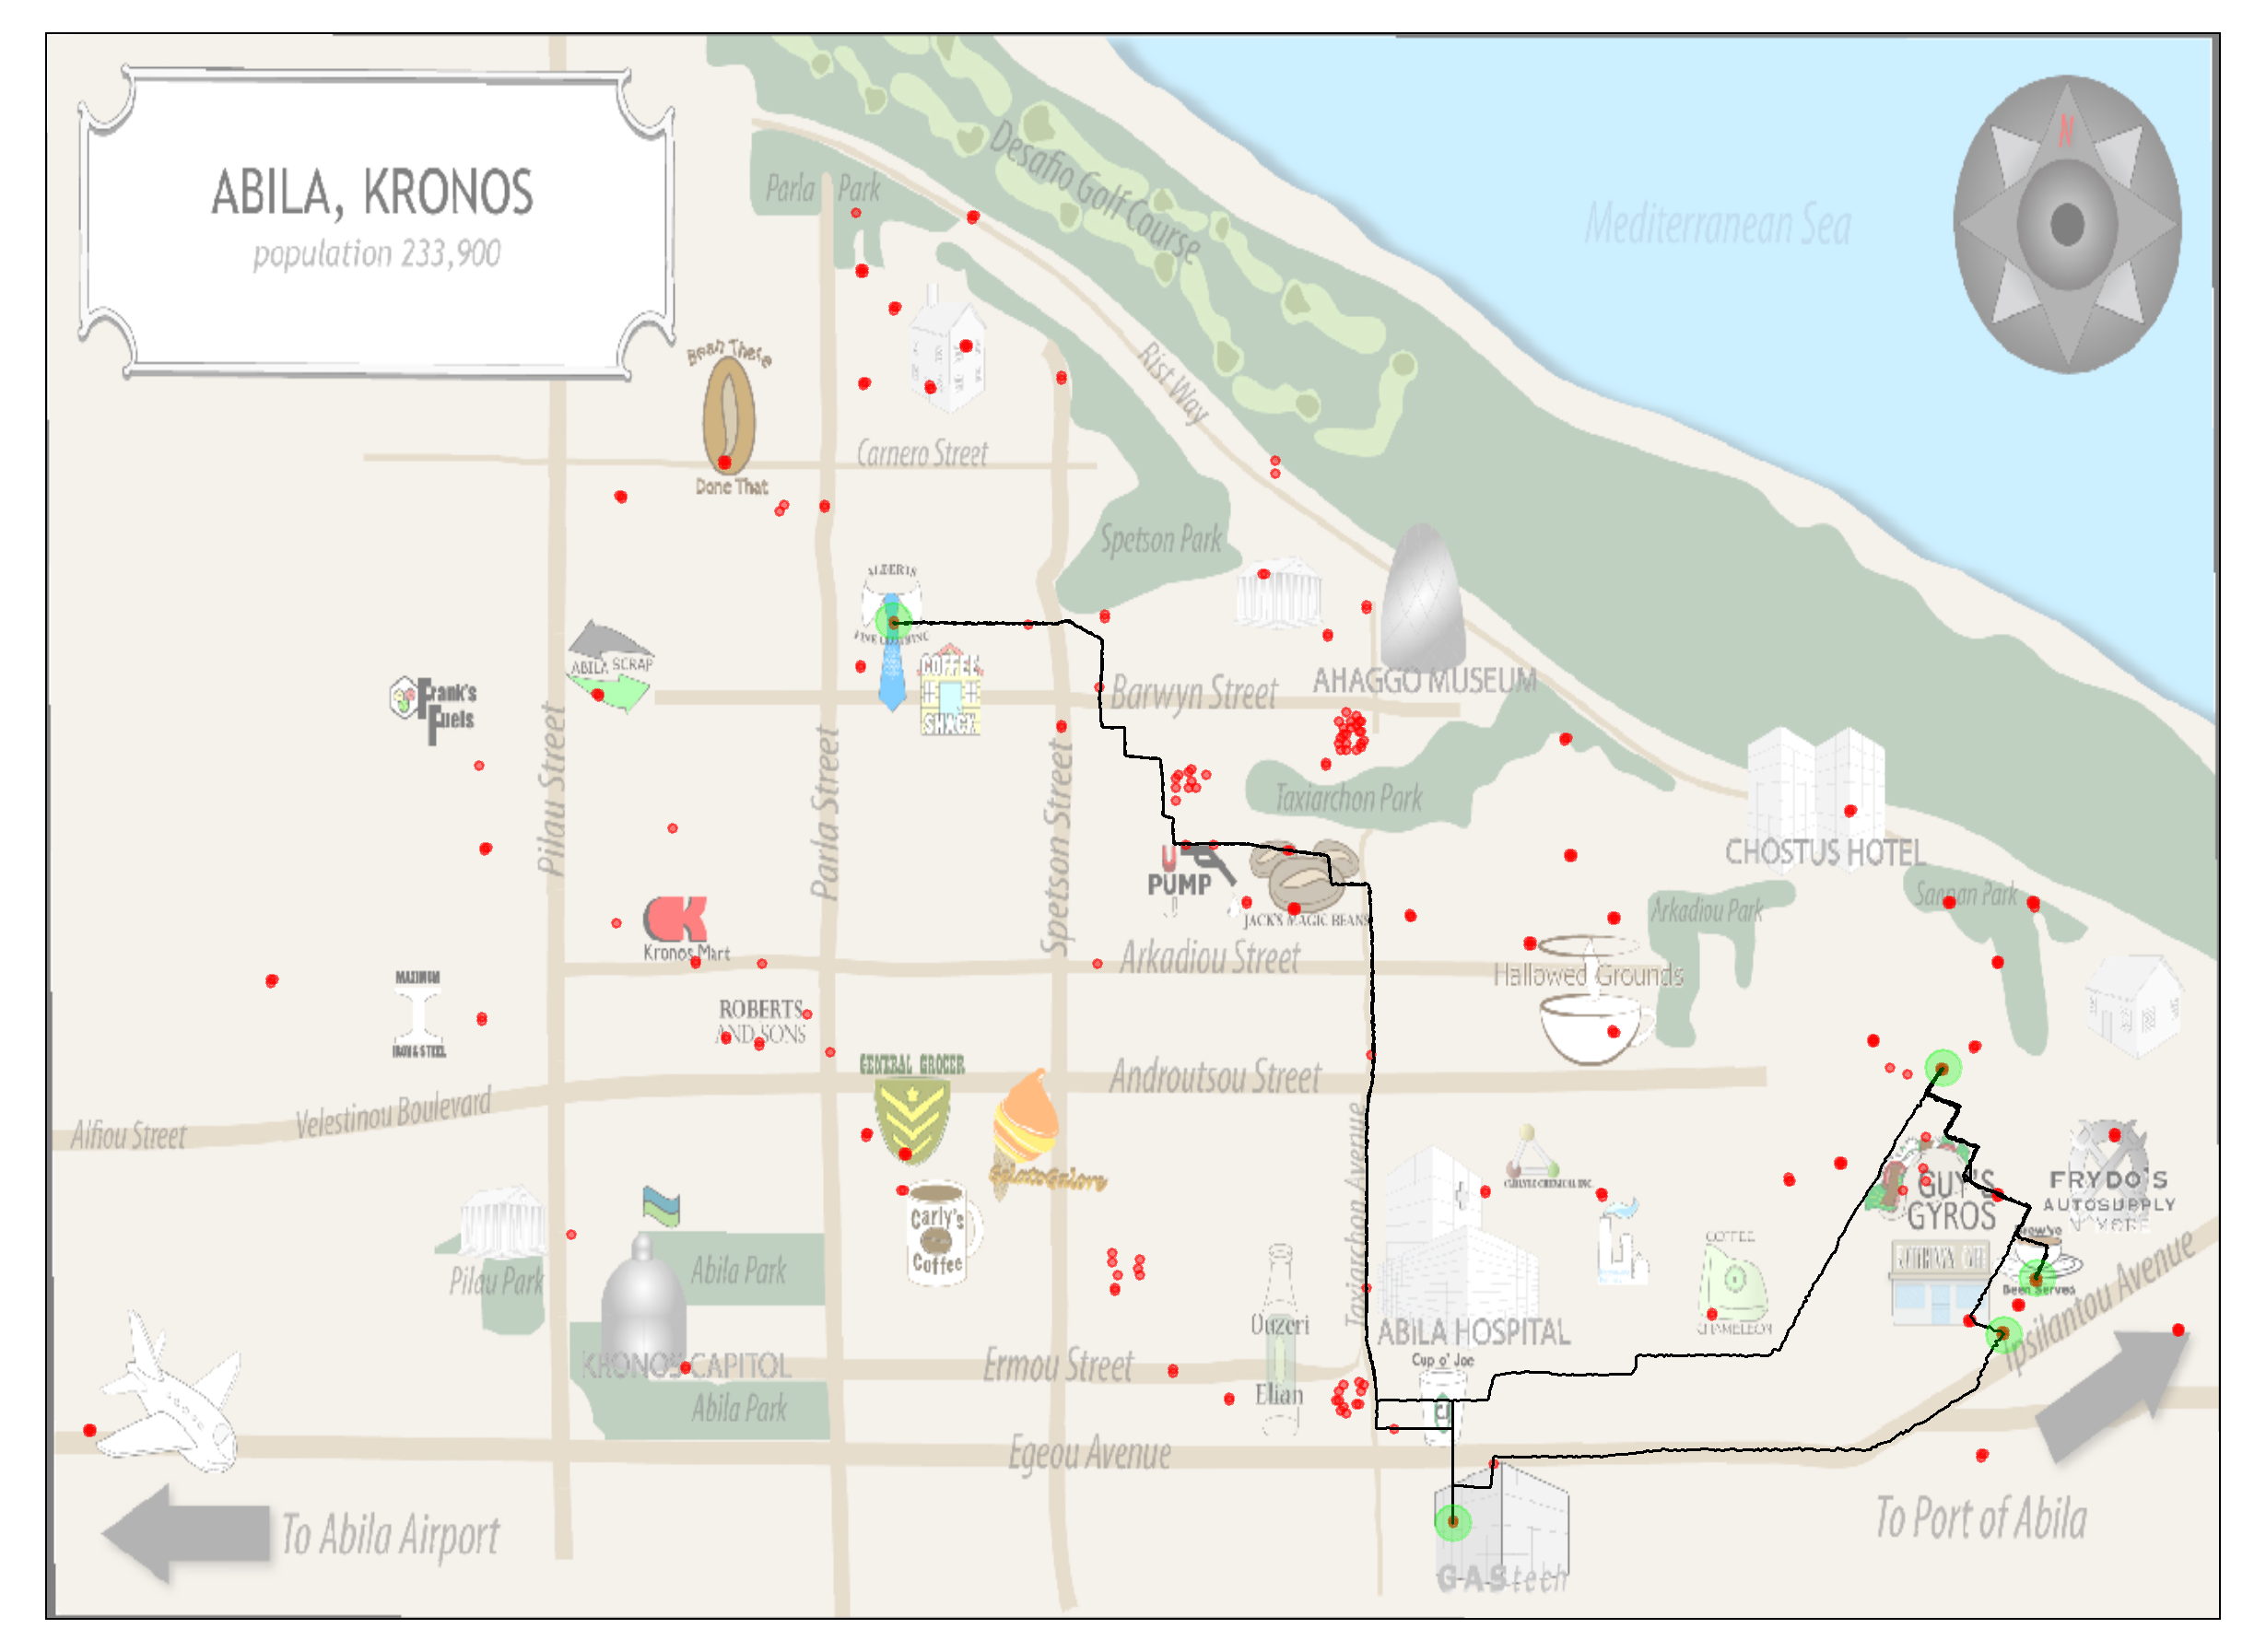 ABILA, KRONOS
population 233,900
N
Mediterranean Sea
Desafio Golf Course
Parla Park
Rist Way
Bean There
Done That
Carnero Street
Spetson Park
ALBERTS
FINE CLOTHING
ABILA SCRAP
Frank's
Fuels
COFFEE
SHACK
Barwyn Street
AHAGGO MUSEUM
Pilau Street
Parla Street
Spetson Street
Taxiarchon Park
CHOSTUS HOTEL
U
PUMP
JACK'S MAGIC BEANS
Arkadiou Park
Sannan Park
Kronos Mart
Arkadiou Street
Hallowed Grounds
MAXIMUM
IRON & STEEL
ROBERTS
AND SONS
GENERAL GROCER
Androutsou Street
Alfiou Street
Velestinou Boulevard
Taxiarchon Avenue
GelatoGalore
CARLYLE CHEMICAL INC.
GUY'S
GYROS
FRYDO'S
AUTOSUPPLY
N' MORE
Carly's
Coffee
Brew've
Been Served
COFFEE
CHAMELEON
Pilau Park
Abila Park
Ouzeri
Elian
ABILA HOSPITAL
Cup o' Joe
KRONOS CAPITOL
Ermou Street
Ipsilantou Avenue
Abila Park
Egeou Avenue
To Abila Airport
To Port of Abila
GAStech